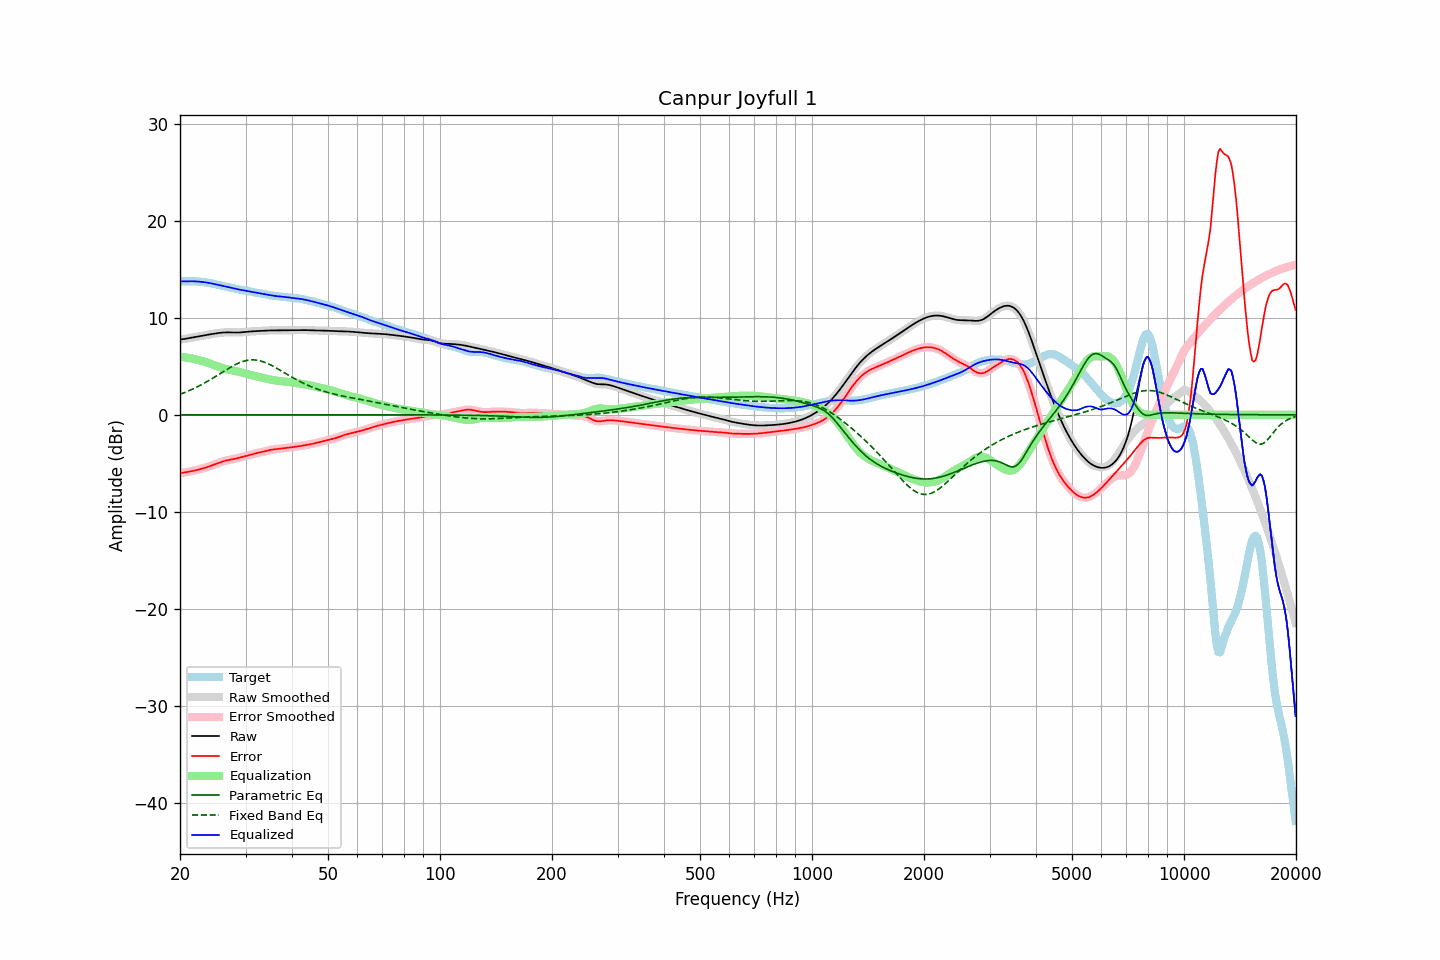 Canpur Joyfull 1
30
20
10
0
−10
−20
−30
−40
Amplitude (dBr)
Target
Raw Smoothed
Error Smoothed
Raw
Error
Equalization
Parametric Eq
Fixed Band Eq
Equalized
20 50 100 200 500 1000 2000 5000 10000 20000
Frequency (Hz)